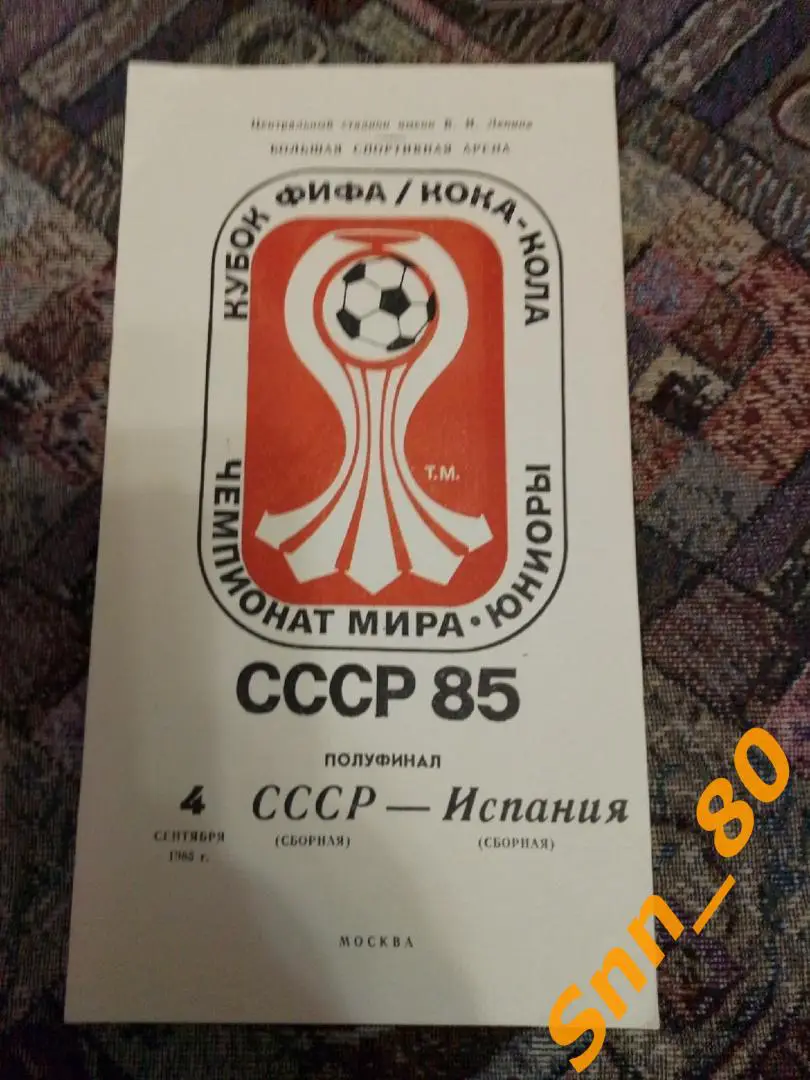 Центральный стадион имени В. И. Ленина
БОЛЬШАЯ СПОРТИВНАЯ АРЕНА
КУБОК ФИФА / КОКА-КОЛА
Т.М.
ЧЕМПИОНАТ МИРА • ЮНИОРЫ
СССР 85
ПОЛУФИНАЛ
4 СССР — Испания
СЕНТЯБРЯ (СБОРНАЯ) (СБОРНАЯ)
1985 г.
МОСКВА
Snn_80